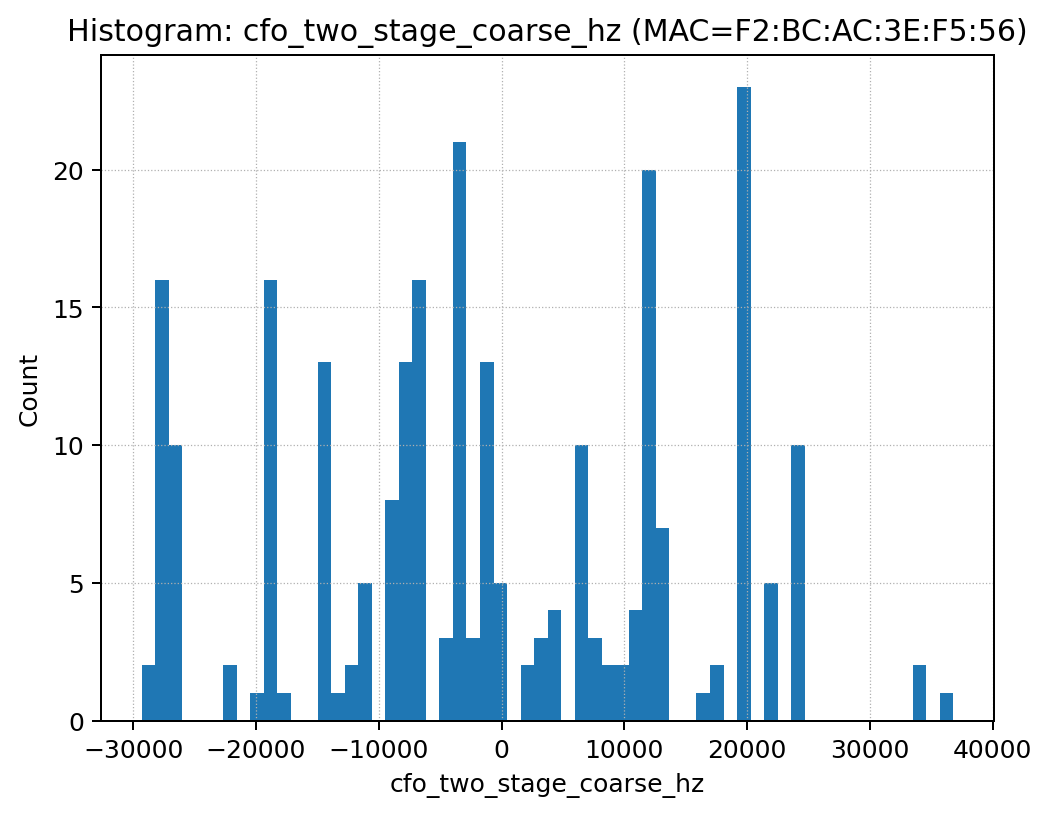 Histogram: cfo_two_stage_coarse_hz (MAC=F2:BC:AC:3E:F5:56)
20
15
10
5
0
Count
−30000 −20000 −10000 0 10000 20000 30000 40000
cfo_two_stage_coarse_hz